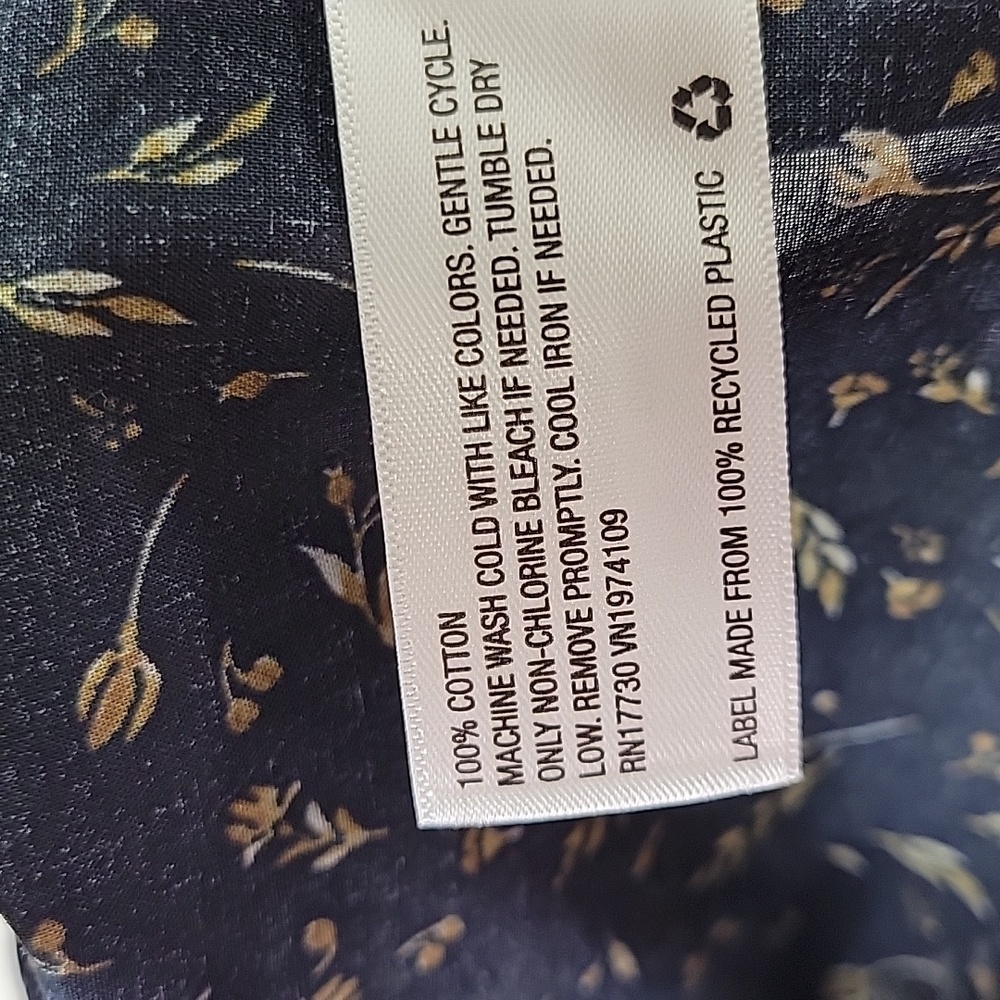 100% COTTON
MACHINE WASH COLD WITH LIKE COLORS. GENTLE CYCLE.
ONLY NON-CHLORINE BLEACH IF NEEDED. TUMBLE DRY
LOW. REMOVE PROMPTLY. COOL IRON IF NEEDED.
RN17730 VN1974109
LABEL MADE FROM 100% RECYCLED PLASTIC